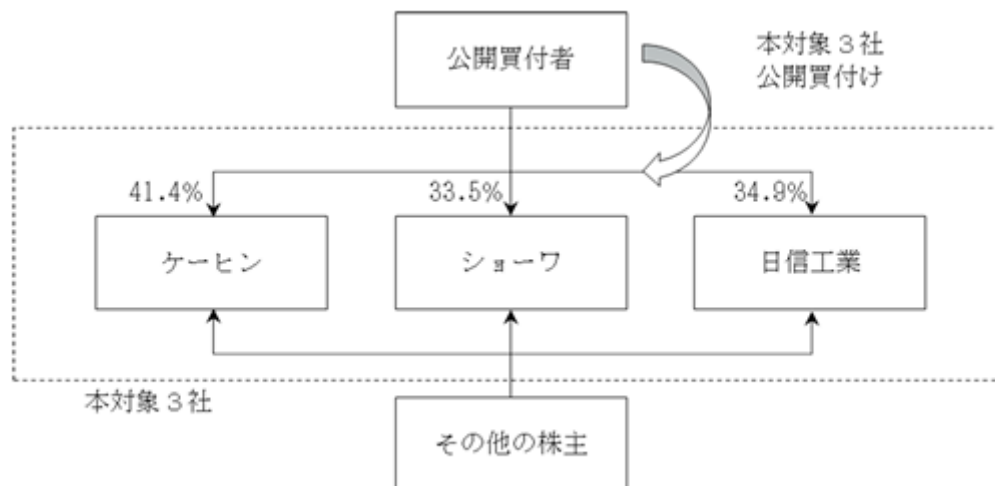 公開買付者
本対象３社
公開買付け
41.4%
33.5%
34.9%
ケーヒン
ショーワ
日信工業
本対象３社
その他の株主